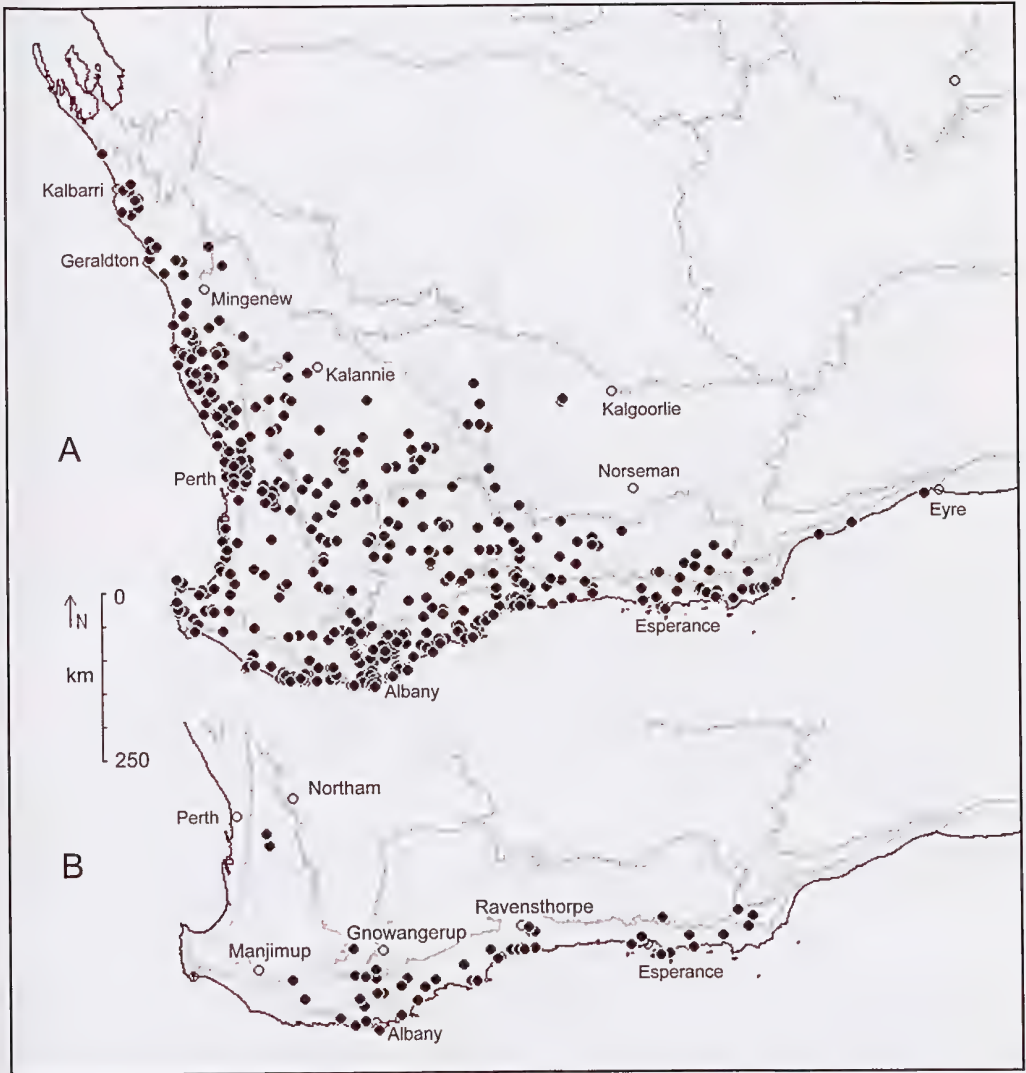 Kalbarri
Geraldton
Mingenew
Kalannie
Kalgoorlie
A
Norseman
Perth
Eyre
0
N
Esperance
km
Albany
250
Northam
Perth
B
Ravensthorpe
Gnowangerup
Manjimup
Esperance
Albany